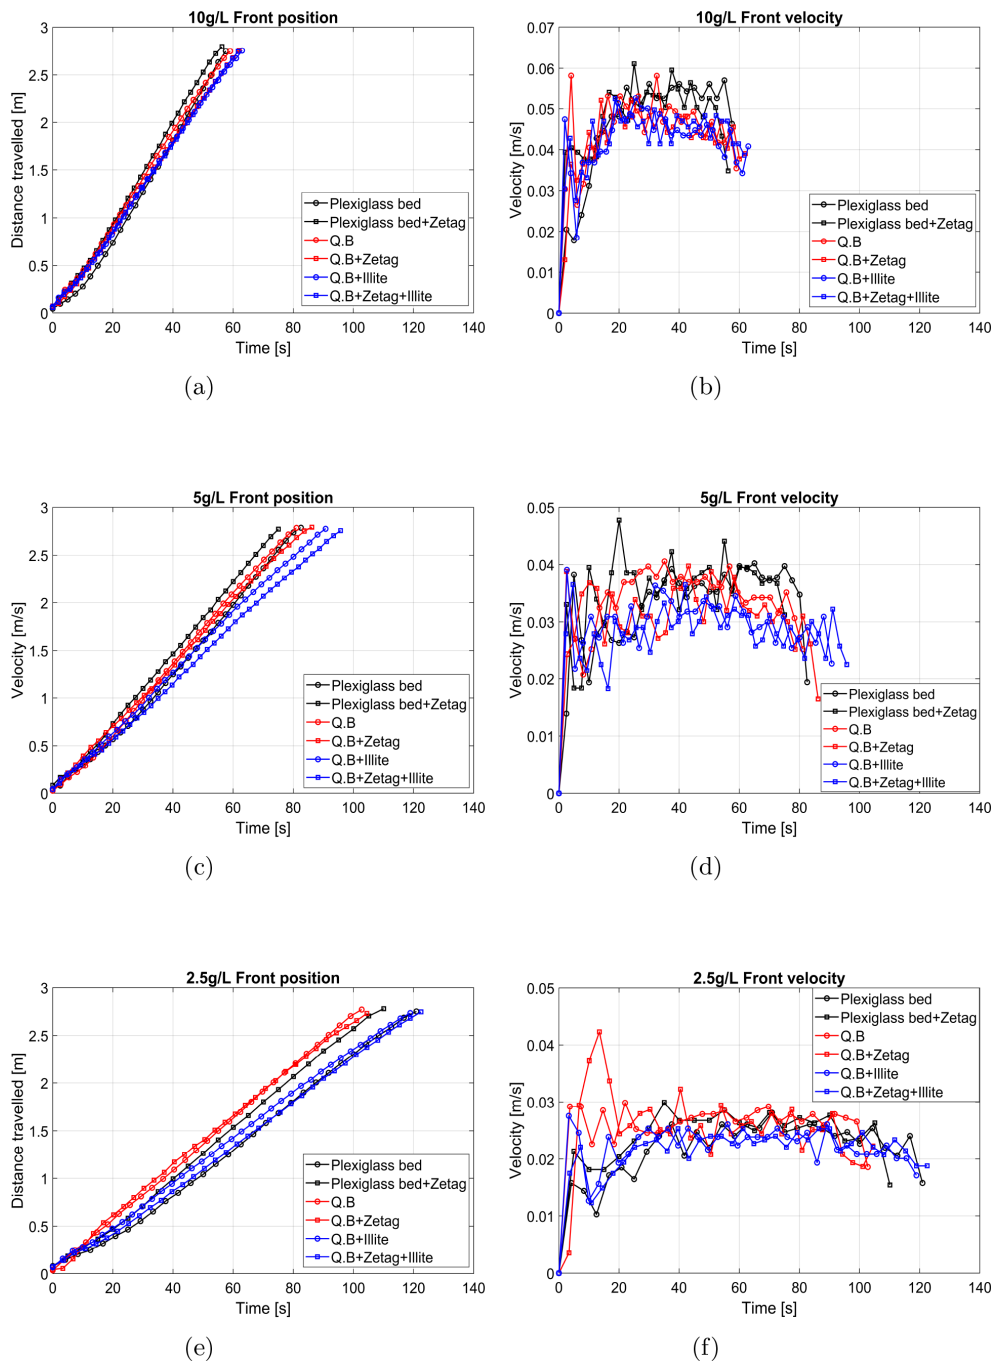 10g/L Front position
3
2.5
2
1.5
1
0.5
0
0 20 40 60 80 100 120 140
Distance travelled [m]
Time [s]
Plexiglass bed
Plexiglass bed+Zetag
Q.B
Q.B+Zetag
Q.B+Illite
Q.B+Zetag+Illite
(a)
10g/L Front velocity
0.07
0.06
0.05
0.04
0.03
0.02
0.01
0
0 20 40 60 80 100 120 140
Velocity [m/s]
Time [s]
Plexiglass bed
Plexiglass bed+Zetag
Q.B
Q.B+Zetag
Q.B+Illite
Q.B+Zetag+Illite
(b)
5g/L Front position
3
2.5
2
1.5
1
0.5
0
0 20 40 60 80 100 120 140
Velocity [m/s]
Time [s]
Plexiglass bed
Plexiglass bed+Zetag
Q.B
Q.B+Zetag
Q.B+Illite
Q.B+Zetag+Illite
(c)
5g/L Front velocity
0.05
0.04
0.03
0.02
0.01
0
0 20 40 60 80 100 120 140
Velocity [m/s]
Time [s]
Plexiglass bed
Plexiglass bed+Zetag
Q.B
Q.B+Zetag
Q.B+Illite
Q.B+Zetag+Illite
(d)
2.5g/L Front position
3
2.5
2
1.5
1
0.5
0
0 20 40 60 80 100 120 140
Distance travelled [m]
Time [s]
Plexiglass bed
Plexiglass bed+Zetag
Q.B
Q.B+Zetag
Q.B+Illite
Q.B+Zetag+Illite
(e)
2.5g/L Front velocity
0.05
0.04
0.03
0.02
0.01
0
0 20 40 60 80 100 120 140
Velocity [m/s]
Time [s]
Plexiglass bed
Plexiglass bed+Zetag
Q.B
Q.B+Zetag
Q.B+Illite
Q.B+Zetag+Illite
(f)